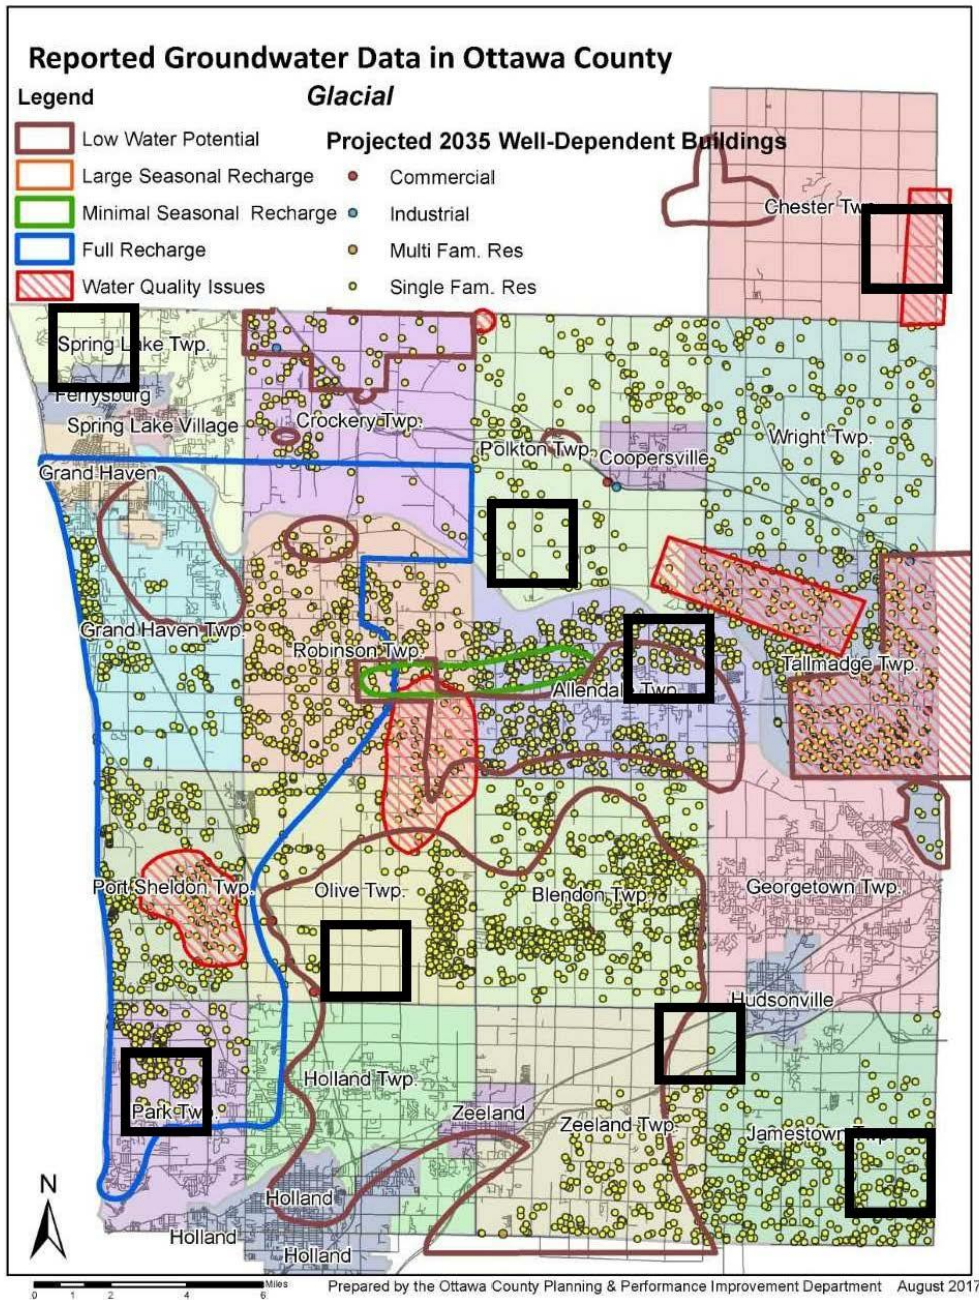 Reported Groundwater Data in Ottawa County
Legend
Glacial
Low Water Potential
Projected 2035 Well-Dependent Buildings
Large Seasonal Recharge
Commercial
Minimal Seasonal Recharge
Industrial
Full Recharge
Multi Fam. Res
Water Quality Issues
Single Fam. Res
Chester Twp.
Spring Lake Twp.
Ferrysburg
Spring Lake Village
Crockery Twp.
Polkton Twp.
Coopersville
Wright Twp.
Grand Haven
Grand Haven Twp.
Robinson Twp.
Allendale Twp.
Tallmadge Twp.
Port Sheldon Twp.
Olive Twp.
Blendon Twp.
Georgetown Twp.
Hudsonville
Holland Twp.
Park Tw
Zeeland
Zeeland Twp.
Jamestown Twp.
Holland
Holland
Holland
N
Miles
0 1 2 4 6
Prepared by the Ottawa County Planning & Performance Improvement Department August 2017